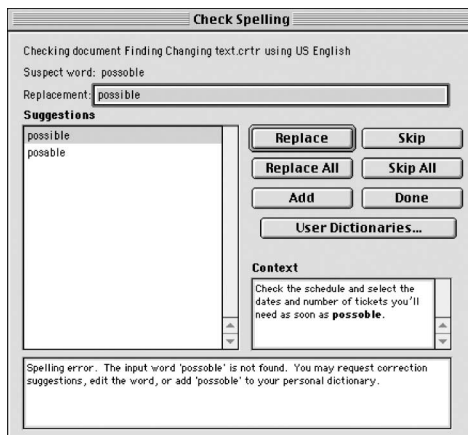 Check Spelling
Checking document Finding Changing text.crtr using US English
Suspect word: possoble
Replacement: possible
Suggestions
possible
posable
Replace
Skip
Replace All
Skip All
Add
Done
User Dictionaries...
Context
Check the schedule and select the
dates and number of tickets you'll
need as soon as possoble.
Spelling error. The input word 'possoble' is not found. You may request correction
suggestions, edit the word, or add 'possoble' to your personal dictionary.